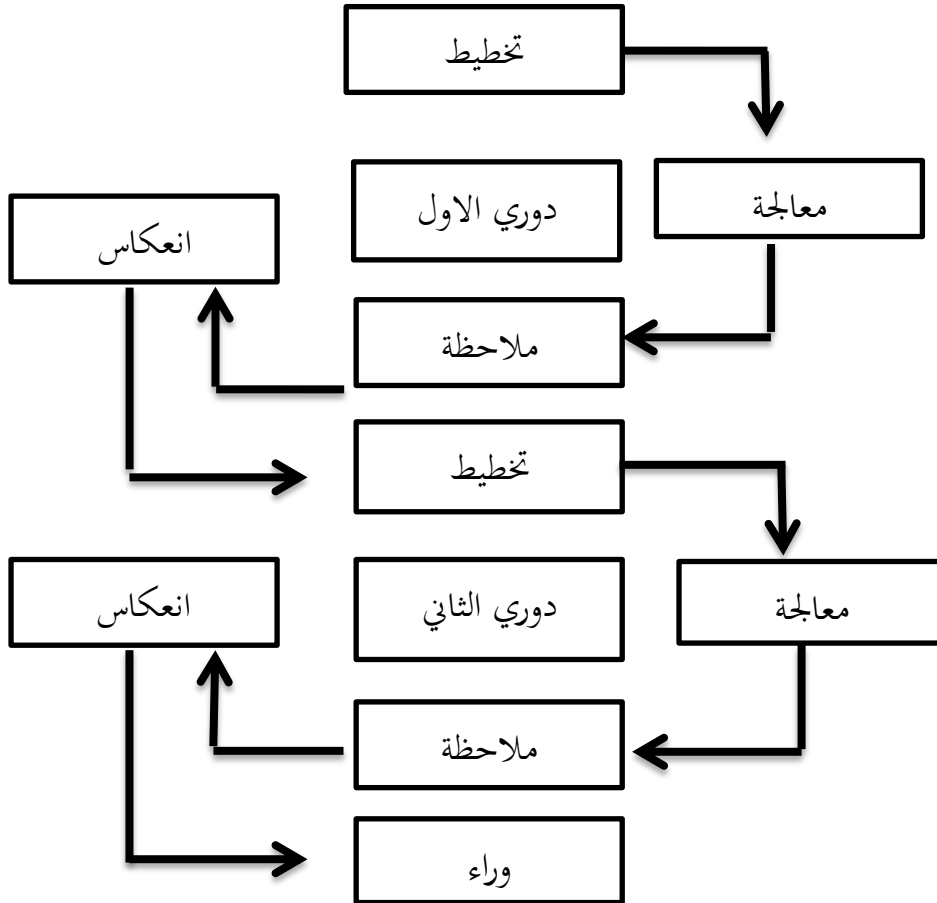 تخطيط
معالجة
دوري الاول
انعكاس
ملاحظة
تخطيط
معالجة
دوري الثاني
انعكاس
ملاحظة
وراء